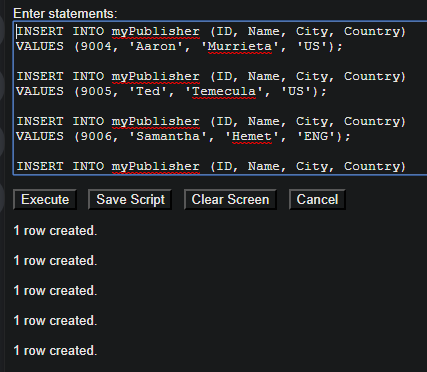 Enter statements:
INSERT INTO myPublisher (ID, Name, City, Country)
VALUES (9004, 'Aaron', 'Murrieta', 'US');
INSERT INTO myPublisher (ID, Name, City, Country)
VALUES (9005, 'Ted', 'Temecula', 'US');
INSERT INTO myPublisher (ID, Name, City, Country)
VALUES (9006, 'Samantha', 'Hemet', 'ENG');
INSERT INTO myPublisher (ID, Name, City, Country)
Execute Save Script Clear Screen Cancel
1 row created.
1 row created.
1 row created.
1 row created.
1 row created.